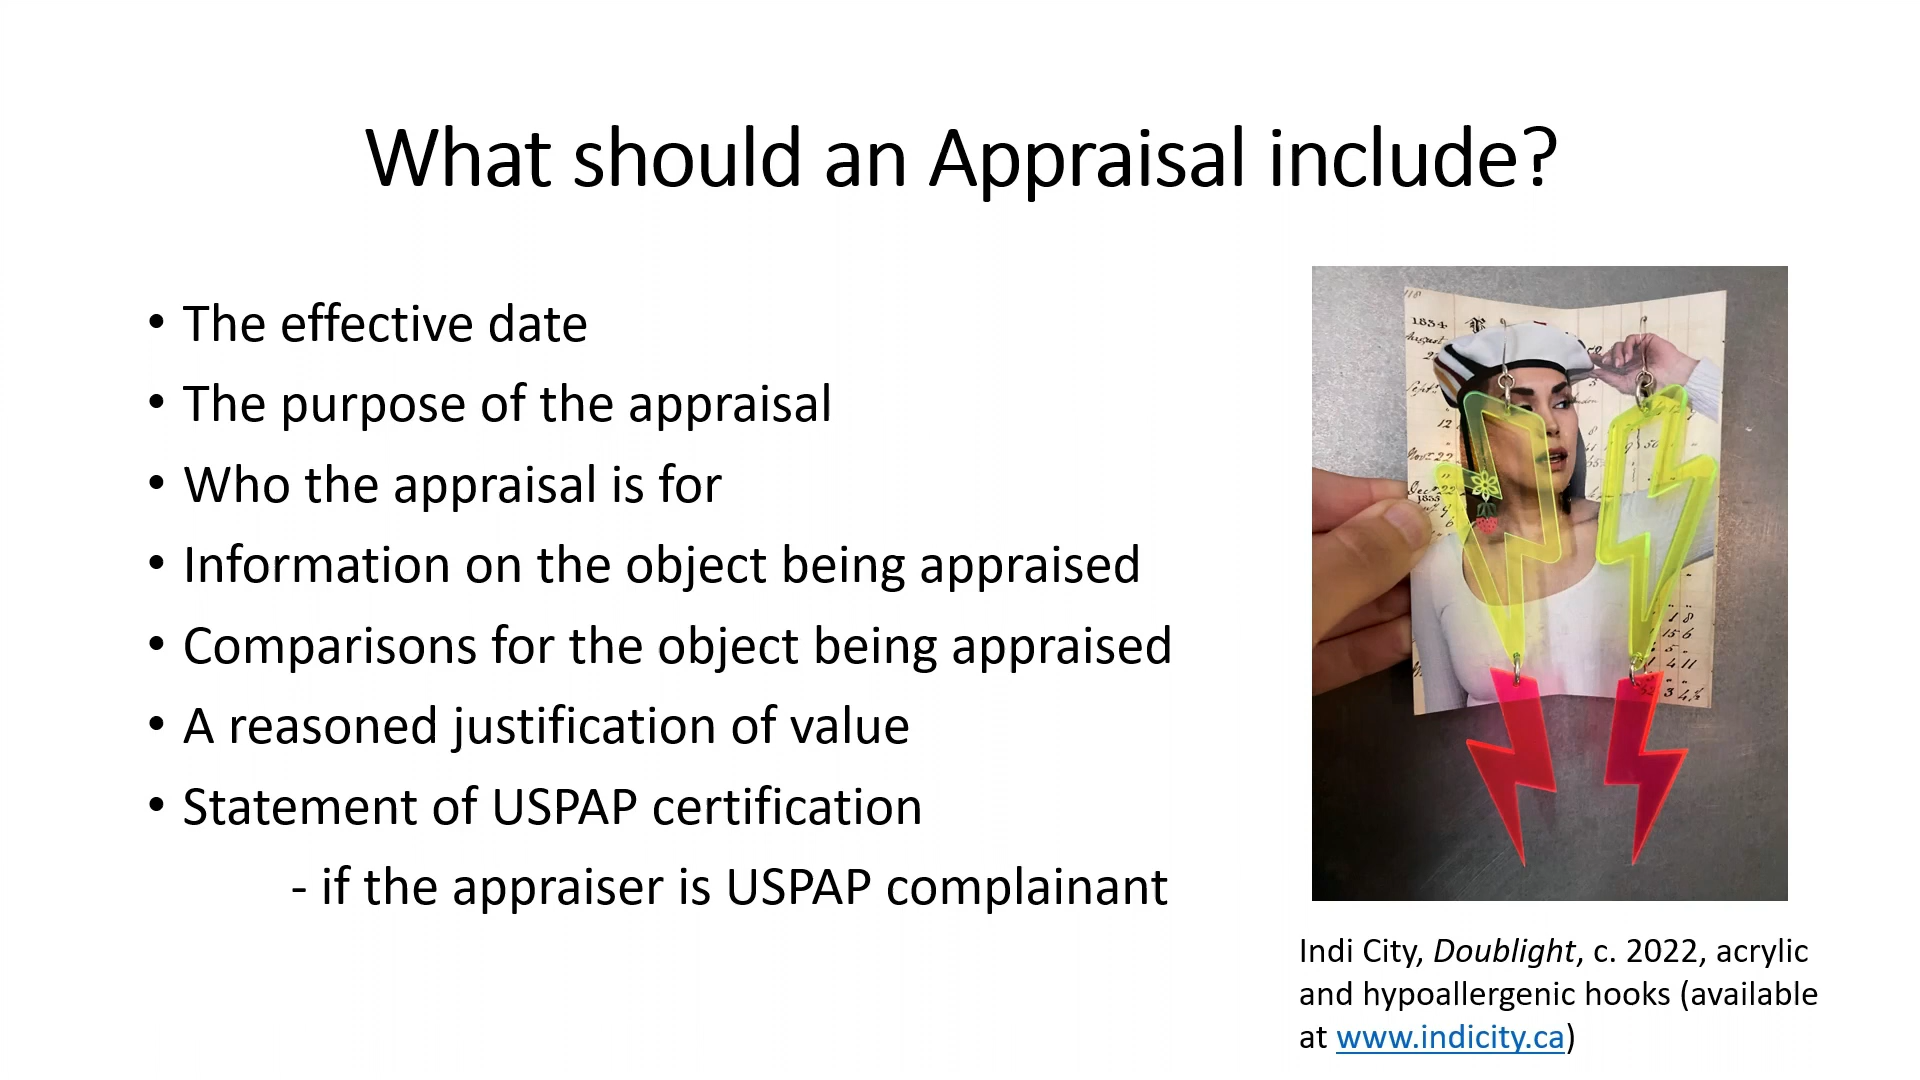 What should an Appraisal include?
• The effective date
• The purpose of the appraisal
• Who the appraisal is for
• Information on the object being appraised
• Comparisons for the object being appraised
• A reasoned justification of value
• Statement of USPAP certification
- if the appraiser is USPAP complainant
1834
August
1835
Indi City, Doublight, c. 2022, acrylic
and hypoallergenic hooks (available
at www.indicity.ca)